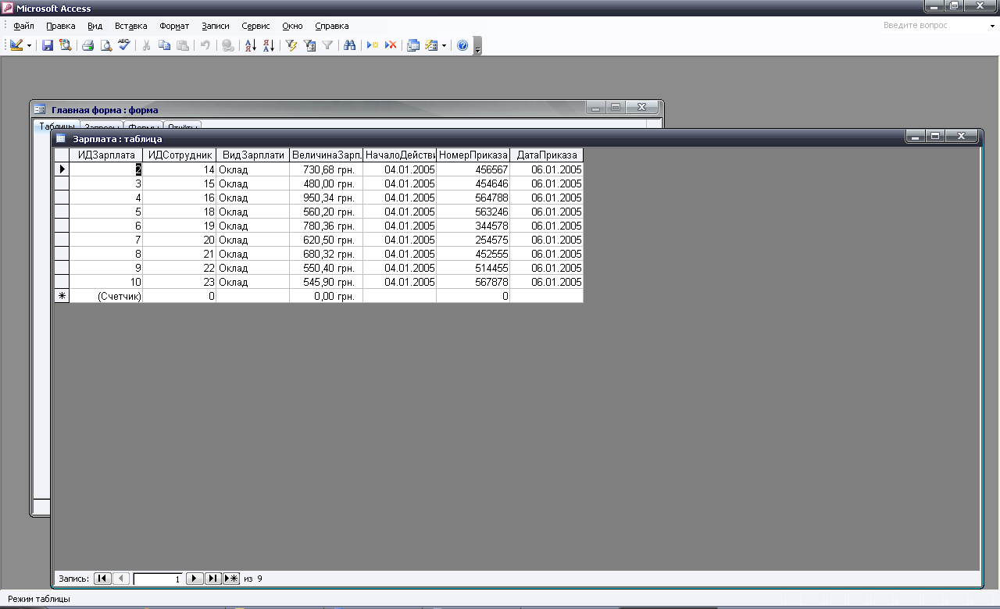 Microsoft Access
Файл Правка Вид Вставка Формат Записи Сервис Окно Справка Введите вопрос
Главная форма : форма
Таблицы Запросы Формы Отчёты
Зарплата : таблица
ИДЗарплата ИДСотрудник ВидЗарплати ВеличинаЗарп. НачалоДействи НомерПриказа ДатаПриказа
2 14 Оклад 730,68 грн. 04.01.2005 456567 06.01.2005
3 15 Оклад 480,00 грн. 04.01.2005 454646 06.01.2005
4 16 Оклад 950,34 грн. 04.01.2005 564788 06.01.2005
5 18 Оклад 560,20 грн. 04.01.2005 563246 06.01.2005
6 19 Оклад 780,36 грн. 04.01.2005 344578 06.01.2005
7 20 Оклад 620,50 грн. 04.01.2005 254575 06.01.2005
8 21 Оклад 680,32 грн. 04.01.2005 452555 06.01.2005
9 22 Оклад 550,40 грн. 04.01.2005 514455 06.01.2005
10 23 Оклад 545,90 грн. 04.01.2005 567878 06.01.2005
(Счетчик) 0 0,00 грн. 0
Запись: 1 из 9
Режим таблицы